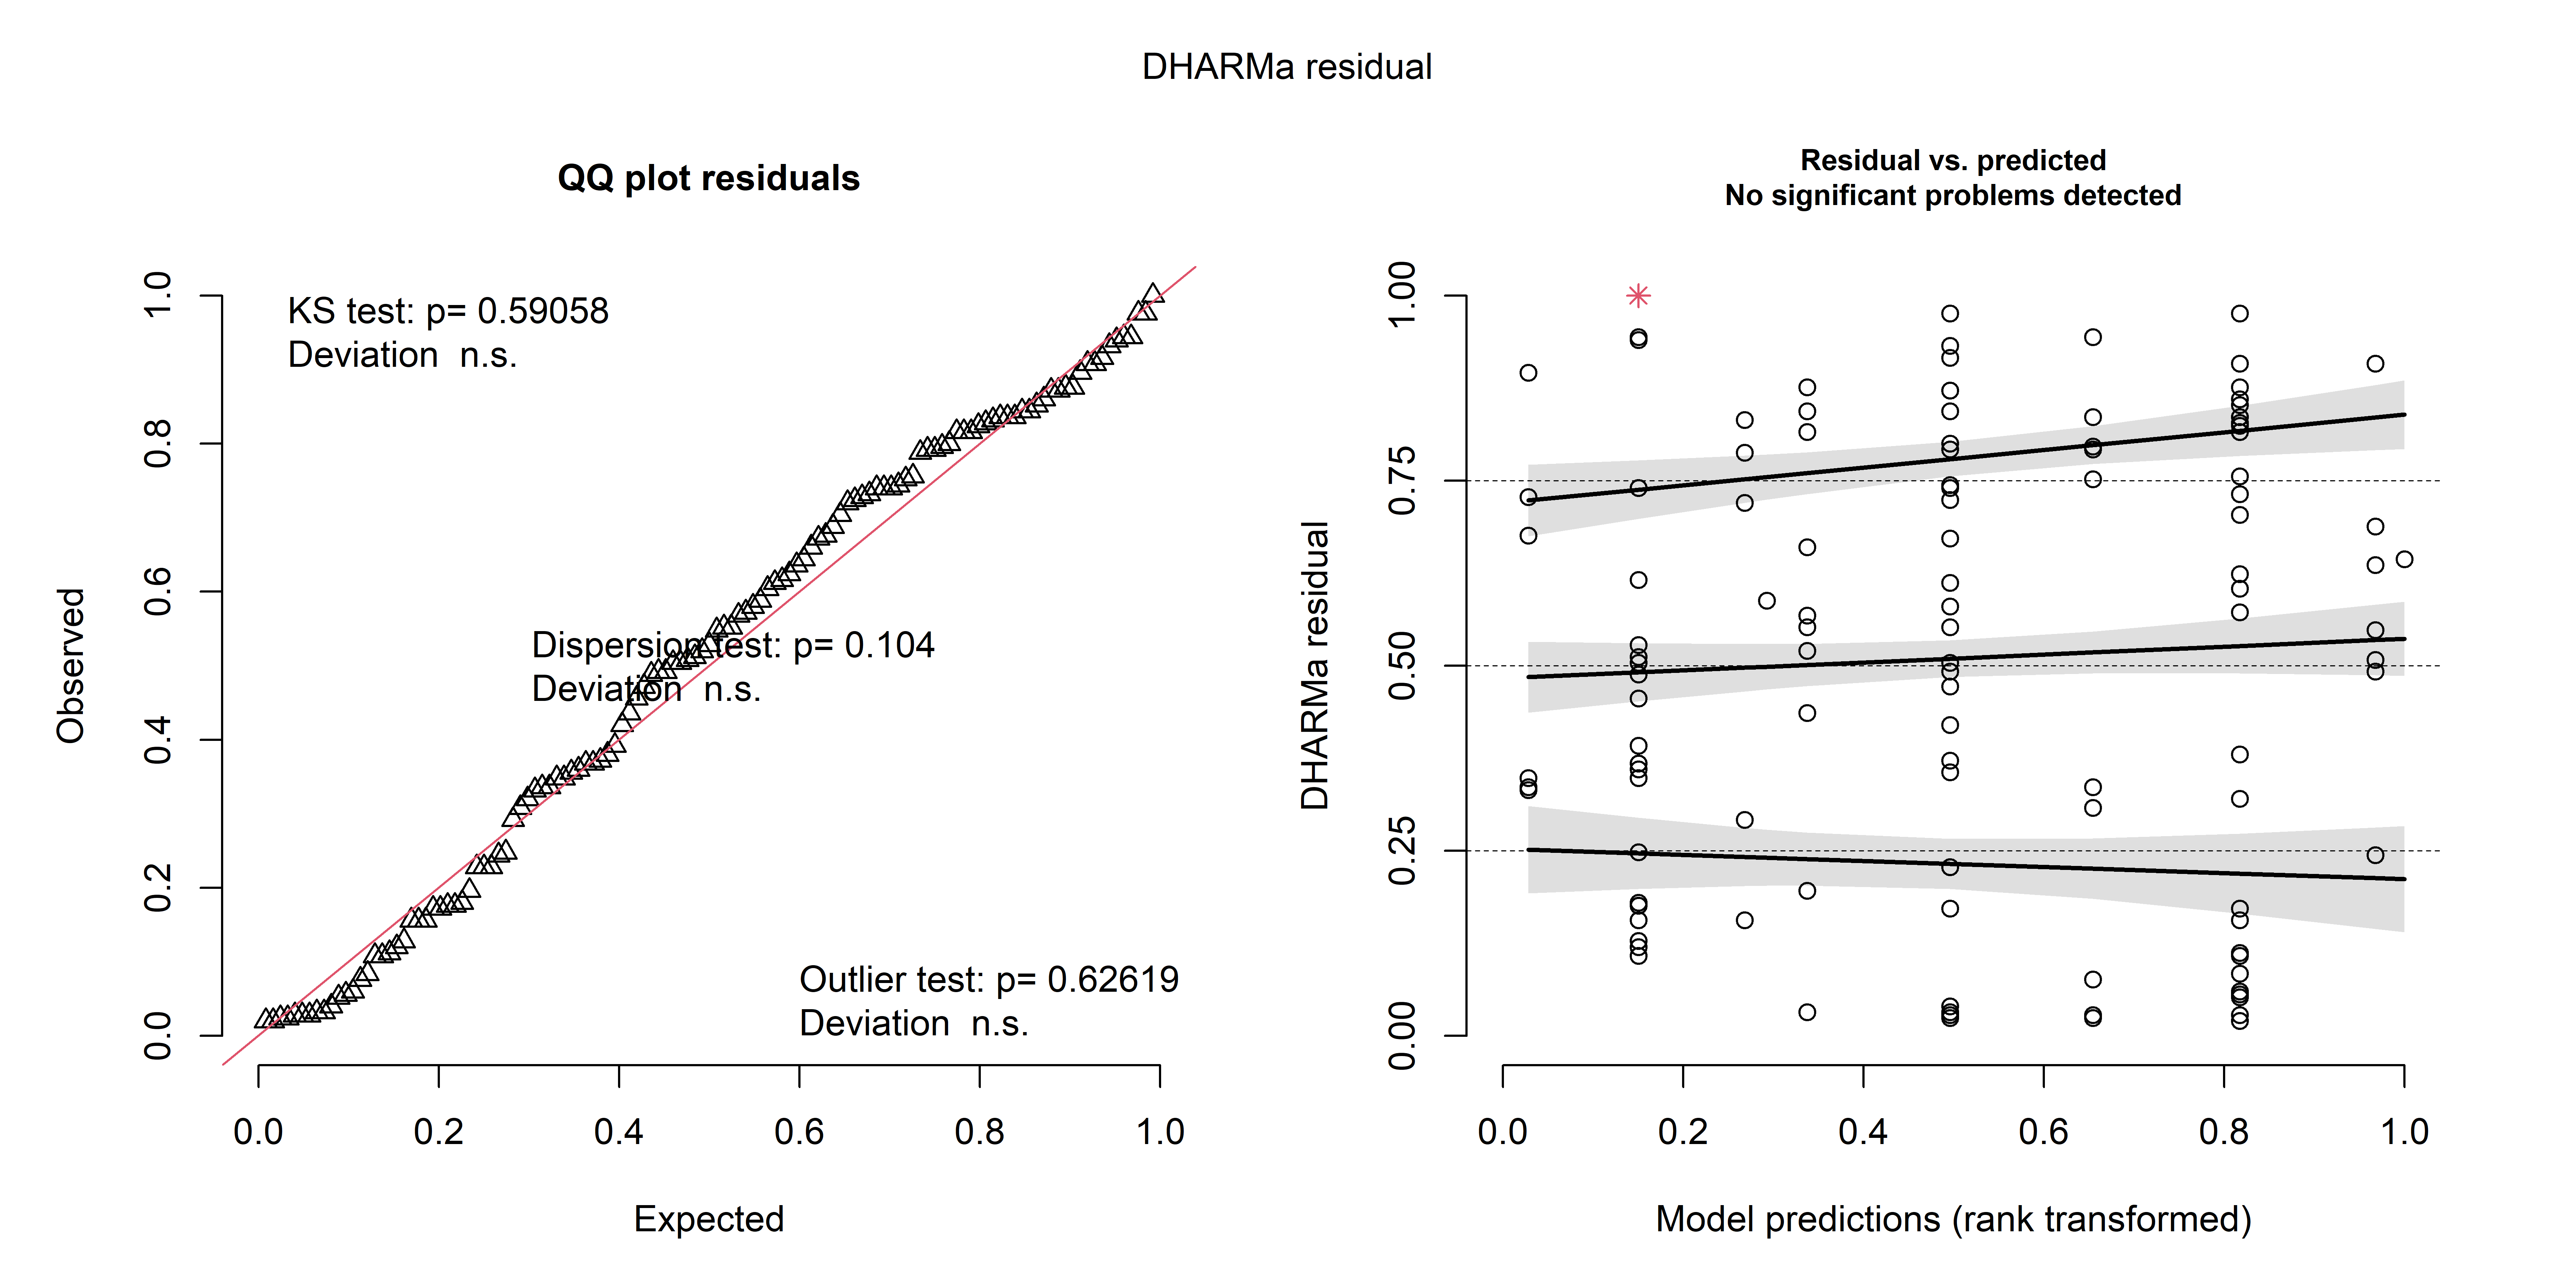 DHARMa residual
QQ plot residuals
KS test: p= 0.59058
Deviation  n.s.
Dispersion test: p= 0.104
Deviation  n.s.
Outlier test: p= 0.62619
Deviation  n.s.
Observed
0.0 0.2 0.4 0.6 0.8 1.0
0.0 0.2 0.4 0.6 0.8 1.0
Expected
Residual vs. predicted
No significant problems detected
DHARMa residual
0.00 0.25 0.50 0.75 1.00
0.0 0.2 0.4 0.6 0.8 1.0
Model predictions (rank transformed)